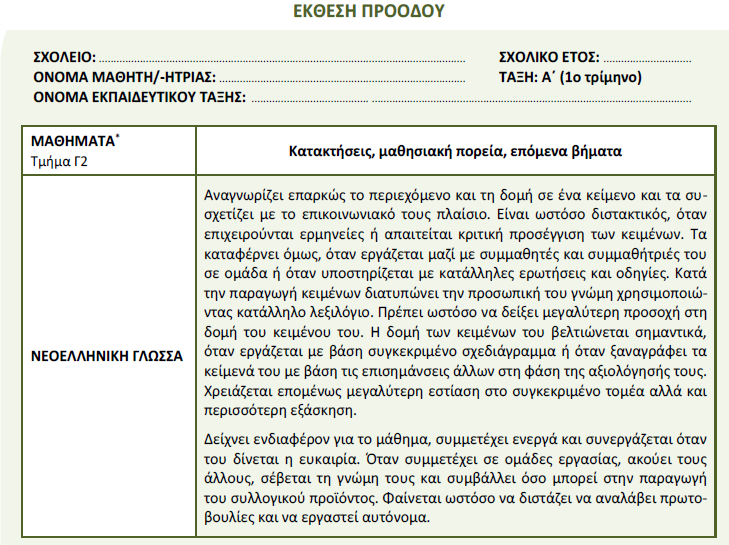 ΕΚΘΕΣΗ ΠΡΟΟΔΟΥ
ΣΧΟΛΕΙΟ: ΣΧΟΛΙΚΟ ΕΤΟΣ:
ΟΝΟΜΑ ΜΑΘΗΤΗ/-ΗΤΡΙΑΣ: ΤΑΞΗ: Α΄ (1ο τρίμηνο)
ΟΝΟΜΑ ΕΚΠΑΙΔΕΥΤΙΚΟΥ ΤΑΞΗΣ:
ΜΑΘΗΜΑΤΑ*
Τμήμα Γ2
Κατακτήσεις, μαθησιακή πορεία, επόμενα βήματα
ΝΕΟΕΛΛΗΝΙΚΗ ΓΛΩΣΣΑ
Αναγνωρίζει επαρκώς το περιεχόμενο και τη δομή σε ένα κείμενο και τα συ-
σχετίζει με το επικοινωνιακό τους πλαίσιο. Είναι ωστόσο διστακτικός, όταν
επιχειρούνται ερμηνείες ή απαιτείται κριτική προσέγγιση των κειμένων. Τα
καταφέρνει όμως, όταν εργάζεται μαζί με συμμαθητές και συμμαθήτριές του
σε ομάδα ή όταν υποστηρίζεται με κατάλληλες ερωτήσεις και οδηγίες. Κατά
την παραγωγή κειμένων διατυπώνει την προσωπική του γνώμη χρησιμοποιώ-
ντας κατάλληλο λεξιλόγιο. Πρέπει ωστόσο να δείξει μεγαλύτερη προσοχή στη
δομή του κειμένου του. Η δομή των κειμένων του βελτιώνεται σημαντικά,
όταν εργάζεται με βάση συγκεκριμένο σχεδιάγραμμα ή όταν ξαναγράφει τα
κείμενά του με βάση τις επισημάνσεις άλλων στη φάση της αξιολόγησής τους.
Χρειάζεται επομένως μεγαλύτερη εστίαση στο συγκεκριμένο τομέα αλλά και
περισσότερη εξάσκηση.
Δείχνει ενδιαφέρον για το μάθημα, συμμετέχει ενεργά και συνεργάζεται όταν
του δίνεται η ευκαιρία. Όταν συμμετέχει σε ομάδες εργασίας, ακούει τους
άλλους, σέβεται τη γνώμη τους και συμβάλλει όσο μπορεί στην παραγωγή
του συλλογικού προϊόντος. Φαίνεται ωστόσο να διστάζει να αναλάβει πρωτο-
βουλίες και να εργαστεί αυτόνομα.